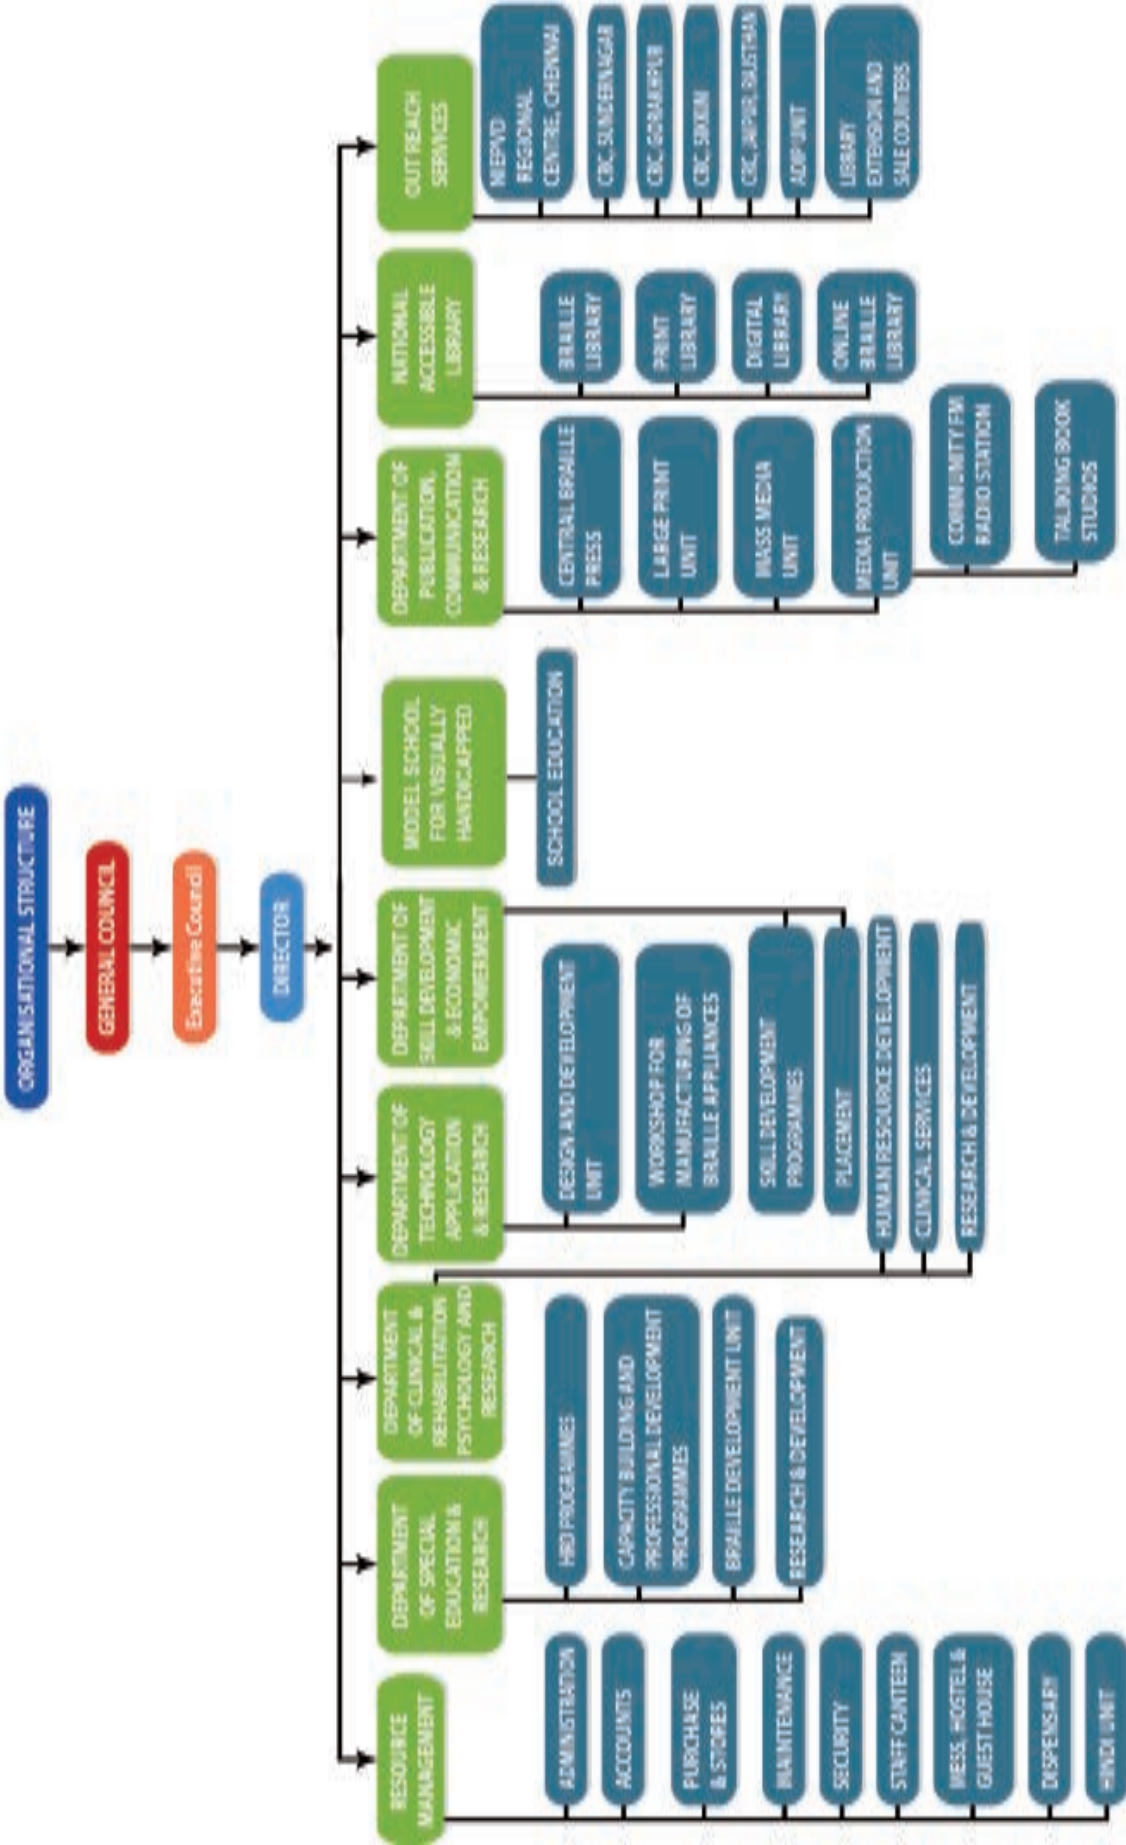 ORGANISATIONAL STRUCTURE
GENERAL COUNCIL
Executive Council
DIRECTOR
RESOURCE
MANAGEMENT
ADMINISTRATION
ACCOUNTS
PURCHASE
& STORES
MAINTENANCE
SECURITY
STAFF CANTEEN
MESS, HOSTEL &
GUEST HOUSE
DISPENSARY
HINDI UNIT
DEPARTMENT
OF SPECIAL
EDUCATION &
RESEARCH
HRD PROGRAMMES
CAPACITY BUILDING AND
PROFESSIONAL DEVELOPMENT
PROGRAMMES
BRAILLE DEVELOPMENT UNIT
RESEARCH & DEVELOPMENT
DEPARTMENT
OF CLINICAL &
REHABILITATION
PSYCHOLOGY AND
RESEARCH
HUMAN RESOURCE DEVELOPMENT
CLINICAL SERVICES
RESEARCH & DEVELOPMENT
DEPARTMENT OF
TECHNOLOGY
APPLICATION
& RESEARCH
DESIGN AND DEVELOPMENT
UNIT
WORKSHOP FOR
MANUFACTURING OF
BRAILLE APPLIANCES
DEPARTMENT OF
SKILL DEVELOPMENT
& ECONOMIC
EMPOWERMENT
SKILL DEVELOPMENT
PROGRAMMES
PLACEMENT
MODEL SCHOOL
FOR VISUALLY
HANDICAPPED
SCHOOL EDUCATION
DEPARTMENT OF
PUBLICATION,
COMMUNICATION
& RESEARCH
CENTRAL BRAILLE
PRESS
LARGE PRINT
UNIT
MASS MEDIA
UNIT
MEDIA PRODUCTION
UNIT
COMMUNITY FM
RADIO STATION
TALKING BOOK
STUDIOS
NATIONAL
ACCESSIBLE
LIBRARY
BRAILLE
LIBRARY
PRINT
LIBRARY
DIGITAL
LIBRARY
ONLINE
BRAILLE
LIBRARY
OUT REACH
SERVICES
NIEPVD
REGIONAL
CENTRE, CHENNAI
CBC, SUNDERNAGAR
CBC, GORAKHPUR
CBC, SIKKIM
CRC, JAIPUR, RAJSTHAN
ADIP UNIT
LIBRARY
EXTENSION AND
SALE COUNTERS